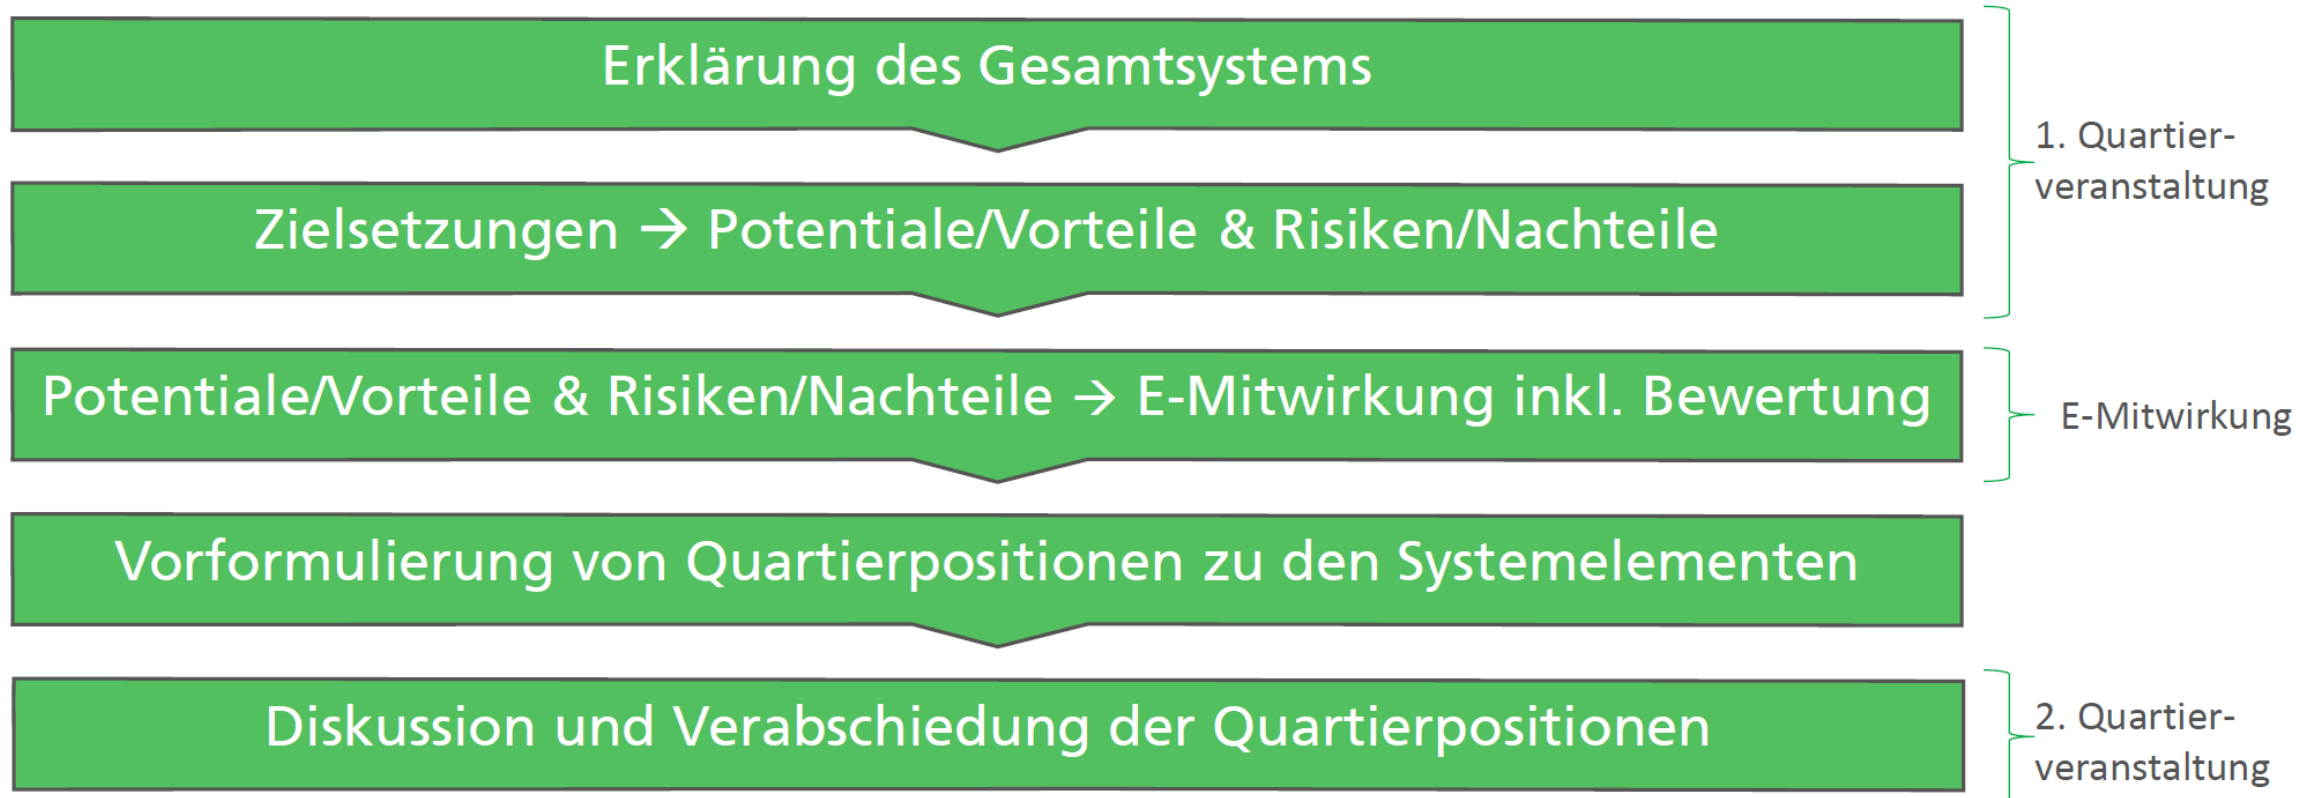 Erklärung des Gesamtsystems
1. Quartier-
veranstaltung
Zielsetzungen → Potentiale/Vorteile & Risiken/Nachteile
Potentiale/Vorteile & Risiken/Nachteile → E-Mitwirkung inkl. Bewertung
E-Mitwirkung
Vorformulierung von Quartierpositionen zu den Systemelementen
Diskussion und Verabschiedung der Quartierpositionen
2. Quartier-
veranstaltung